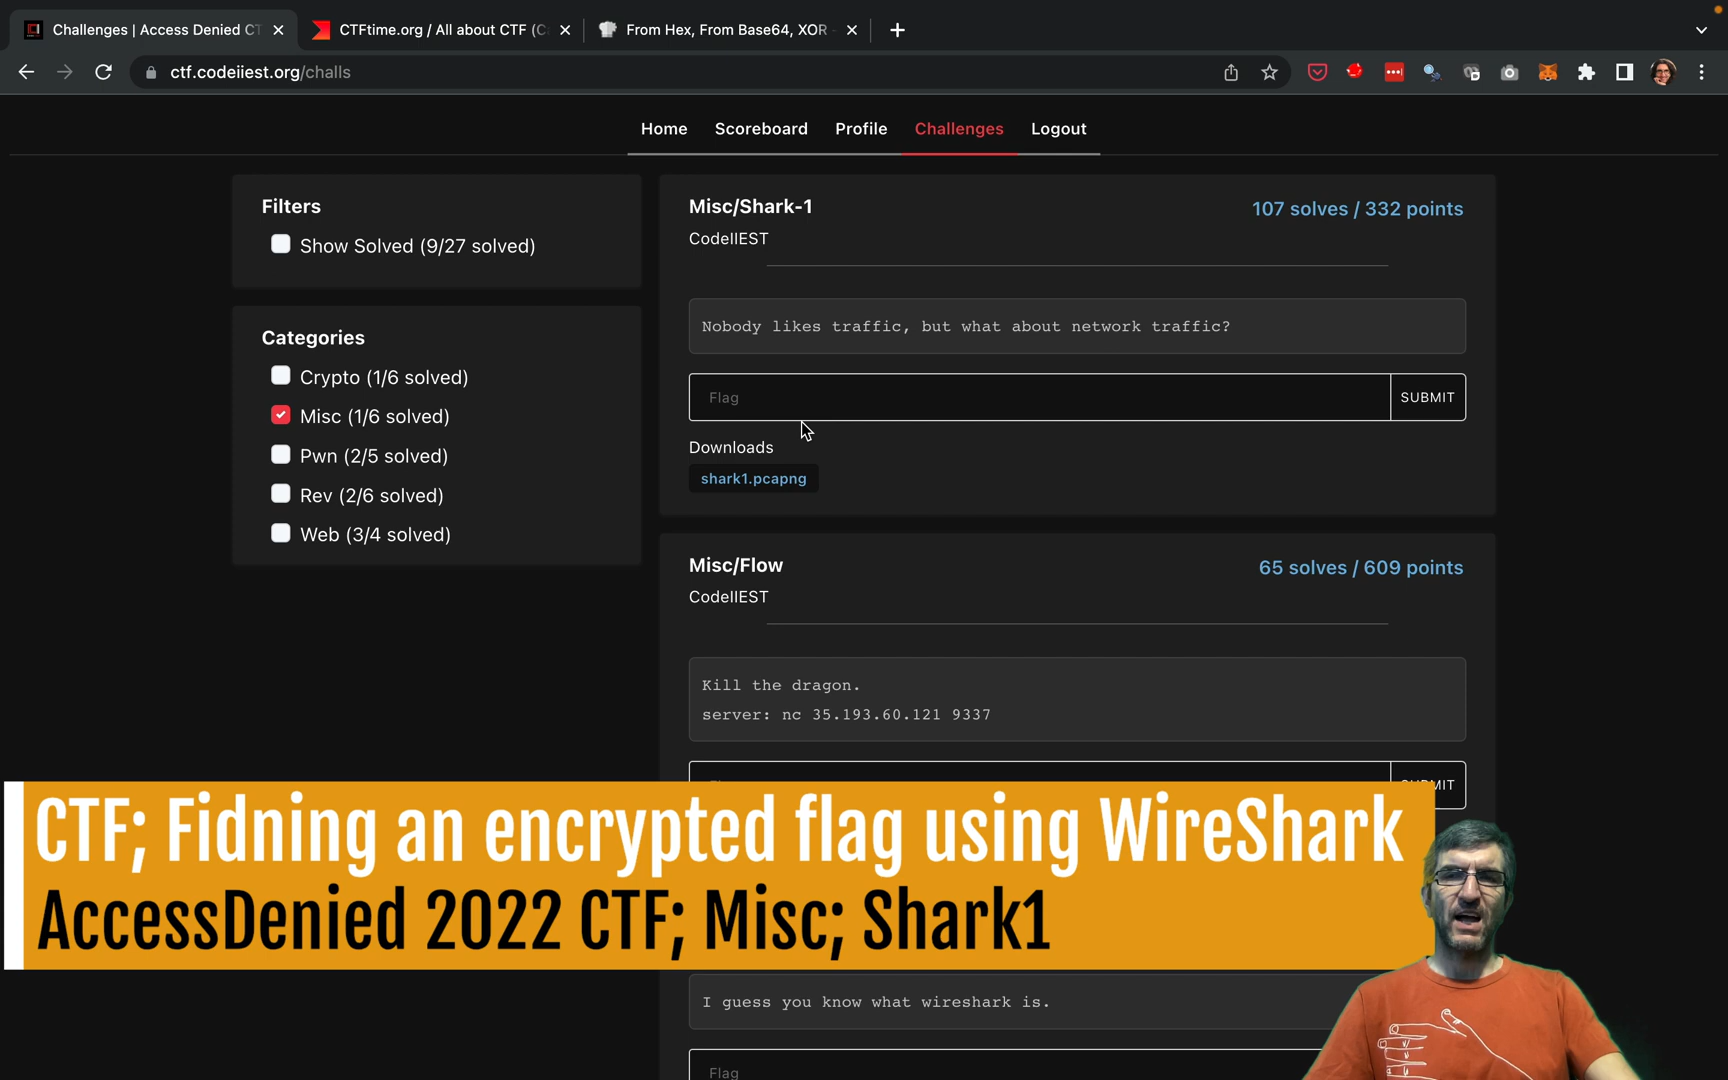 Challenges | Access Denied CT
CTFtime.org / All about CTF (C
From Hex, From Base64, XOR -
ctf.codeiiest.org/challs
Home
Scoreboard
Profile
Challenges
Logout
Filters
Show Solved (9/27 solved)
Categories
Crypto (1/6 solved)
Misc (1/6 solved)
Pwn (2/5 solved)
Rev (2/6 solved)
Web (3/4 solved)
Misc/Shark-1
107 solves / 332 points
CodeIIEST
Nobody likes traffic, but what about network traffic?
Flag
SUBMIT
Downloads
shark1.pcapng
Misc/Flow
65 solves / 609 points
CodeIIEST
Kill the dragon.
server: nc 35.193.60.121 9337
SUBMIT
CTF; Fidning an encrypted flag using WireShark
AccessDenied 2022 CTF; Misc; Shark1
I guess you know what wireshark is.
Flag